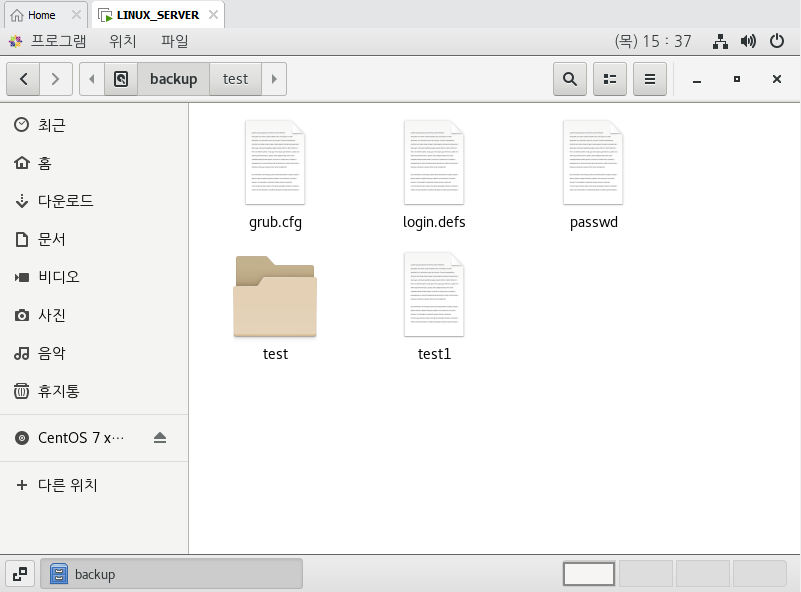 Home
LINUX_SERVER
프로그램 위치 파일 (목) 15 : 37
backup test
최근
홈
다운로드
문서
비디오
사진
음악
휴지통
CentOS 7 x…
다른 위치
grub.cfg login.defs passwd
test test1
backup